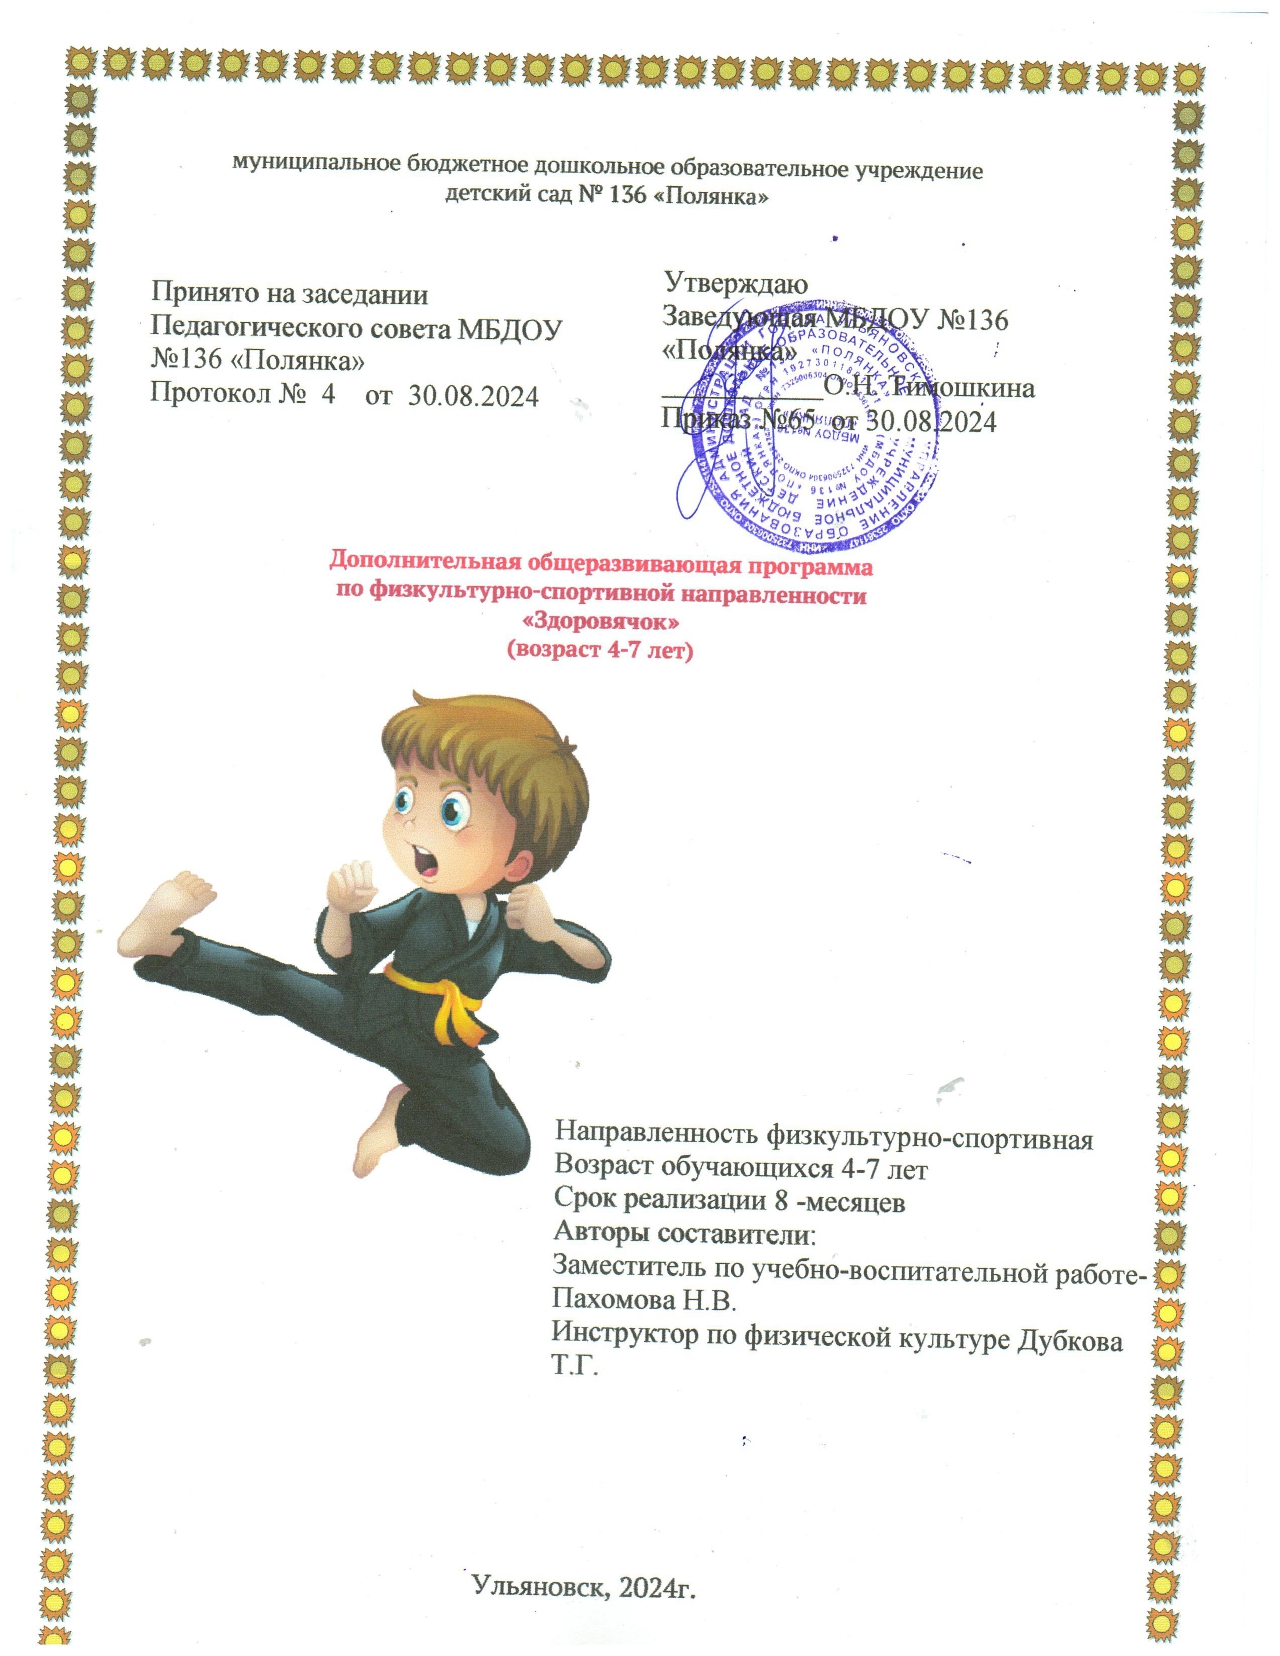 муниципальное бюджетное дошкольное образовательное учреждение
детский сад № 136 «Полянка»
Принято на заседании
Педагогического совета МБДОУ
№136 «Полянка»
Протокол № 4 от 30.08.2024
Утверждаю
Заведующая МБДОУ №136
«Полянка»
____________О.Н. Тимошкина
Приказ №65 от 30.08.2024
Дополнительная общеразвивающая программа
по физкультурно-спортивной направленности
«Здоровячок»
(возраст 4-7 лет)
Направленность физкультурно-спортивная
Возраст обучающихся 4-7 лет
Срок реализации 8 -месяцев
Авторы составители:
Заместитель по учебно-воспитательной работе-
Пахомова Н.В.
Инструктор по физической культуре Дубкова
Т.Г.
Ульяновск, 2024г.